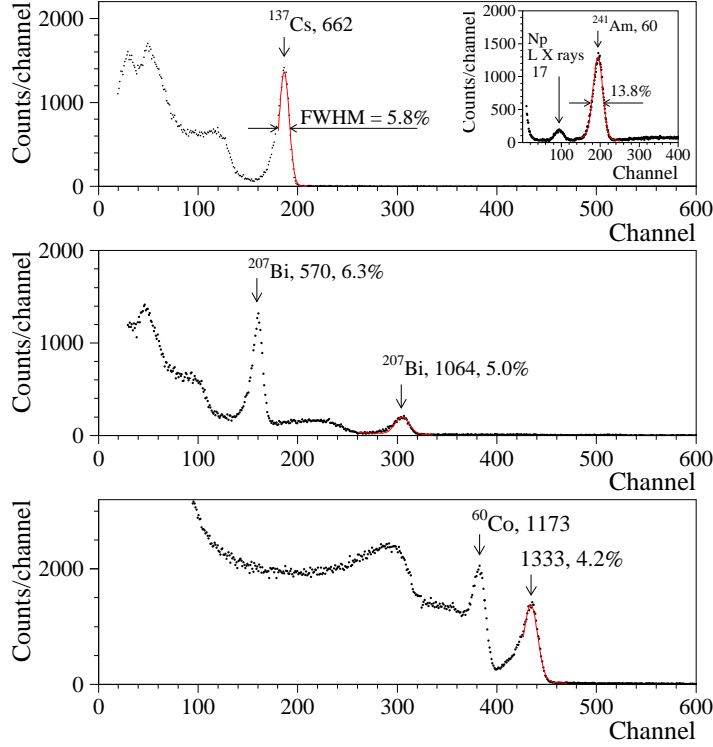 2000
1000
0
Counts/channel
137Cs, 662
FWHM = 5.8%
0 100 200 300 400 500 600
Channel
2000
1500
1000
500
0
Counts/channel
Np
L X rays
17
241Am, 60
13.8%
100 200 300 400
Channel
2000
1000
0
Counts/channel
207Bi, 570, 6.3%
207Bi, 1064, 5.0%
0 100 200 300 400 500 600
Channel
2000
0
Counts/channel
60Co, 1173
1333, 4.2%
0 100 200 300 400 500 600
Channel